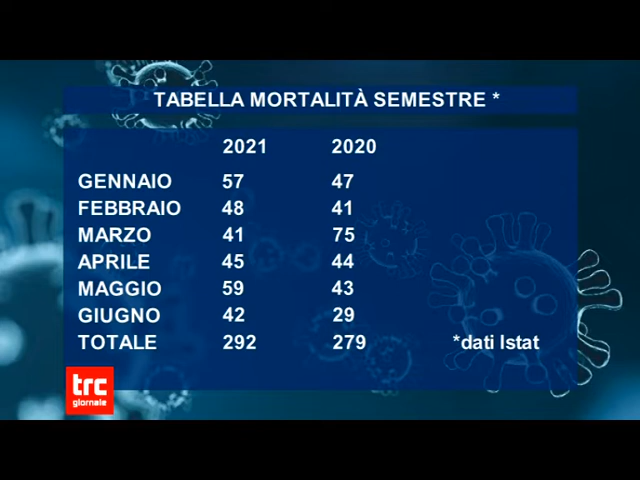 TABELLA MORTALITÀ SEMESTRE *
2021 2020
GENNAIO 57 47
FEBBRAIO 48 41
MARZO 41 75
APRILE 45 44
MAGGIO 59 43
GIUGNO 42 29
TOTALE 292 279 *dati Istat
trc
giornale